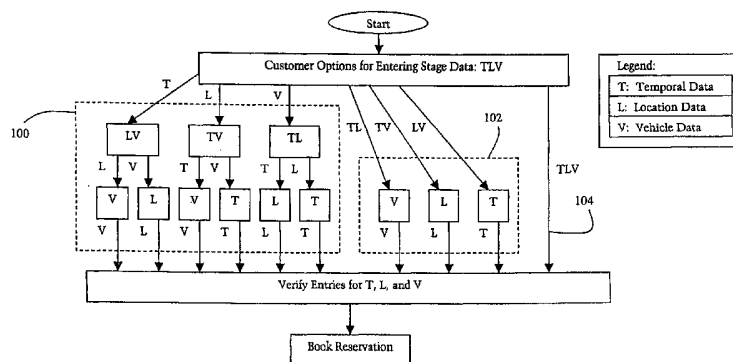 Start
Customer Options for Entering Stage Data: TLV
Legend:
T: Temporal Data
L: Location Data
V: Vehicle Data
T
L
V
100
TL
TV
LV
102
LV
TV
TL
TLV
104
L
V
T
V
T
L
V
L
V
T
L
T
V
L
T
V
L
V
T
L
T
V
L
T
Verify Entries for T, L, and V
Book Reservation